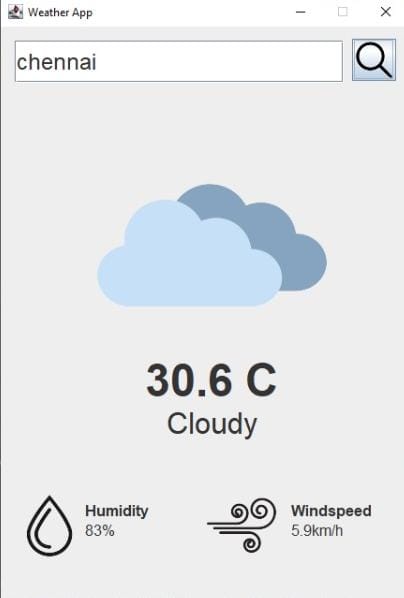 Weather App
chennai
30.6 C
Cloudy
Humidity
83%
Windspeed
5.9km/h